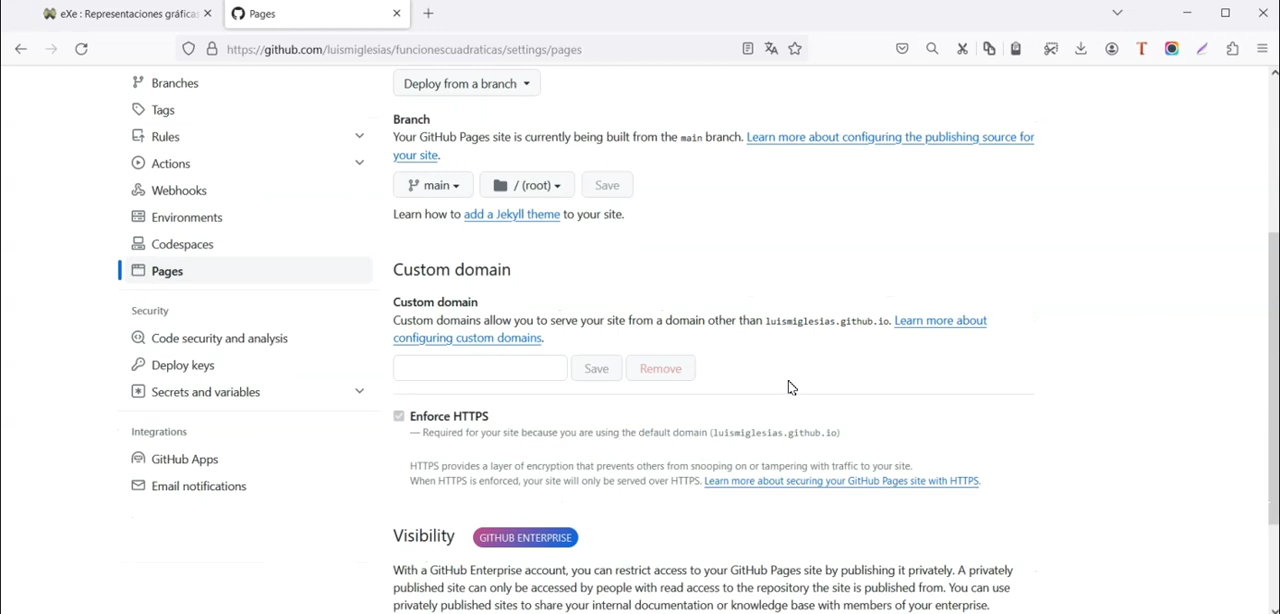 eXe : Representaciones gráficas
Pages
https://github.com/luismiglesias/funcionescuadraticas/settings/pages
Branches
Tags
Rules
Actions
Webhooks
Environments
Codespaces
Pages
Security
Code security and analysis
Deploy keys
Secrets and variables
Integrations
GitHub Apps
Email notifications
Deploy from a branch
Branch
Your GitHub Pages site is currently being built from the main branch. Learn more about configuring the publishing source for
your site.
main / (root) Save
Learn how to add a Jekyll theme to your site.
Custom domain
Custom domain
Custom domains allow you to serve your site from a domain other than luismiglesias.github.io. Learn more about
configuring custom domains.
Save Remove
Enforce HTTPS
— Required for your site because you are using the default domain (luismiglesias.github.io)
HTTPS provides a layer of encryption that prevents others from snooping on or tampering with traffic to your site.
When HTTPS is enforced, your site will only be served over HTTPS. Learn more about securing your GitHub Pages site with HTTPS.
Visibility GITHUB ENTERPRISE
With a GitHub Enterprise account, you can restrict access to your GitHub Pages site by publishing it privately. A privately
published site can only be accessed by people with read access to the repository the site is published from. You can use
privately published sites to share your internal documentation or knowledge base with members of your enterprise.